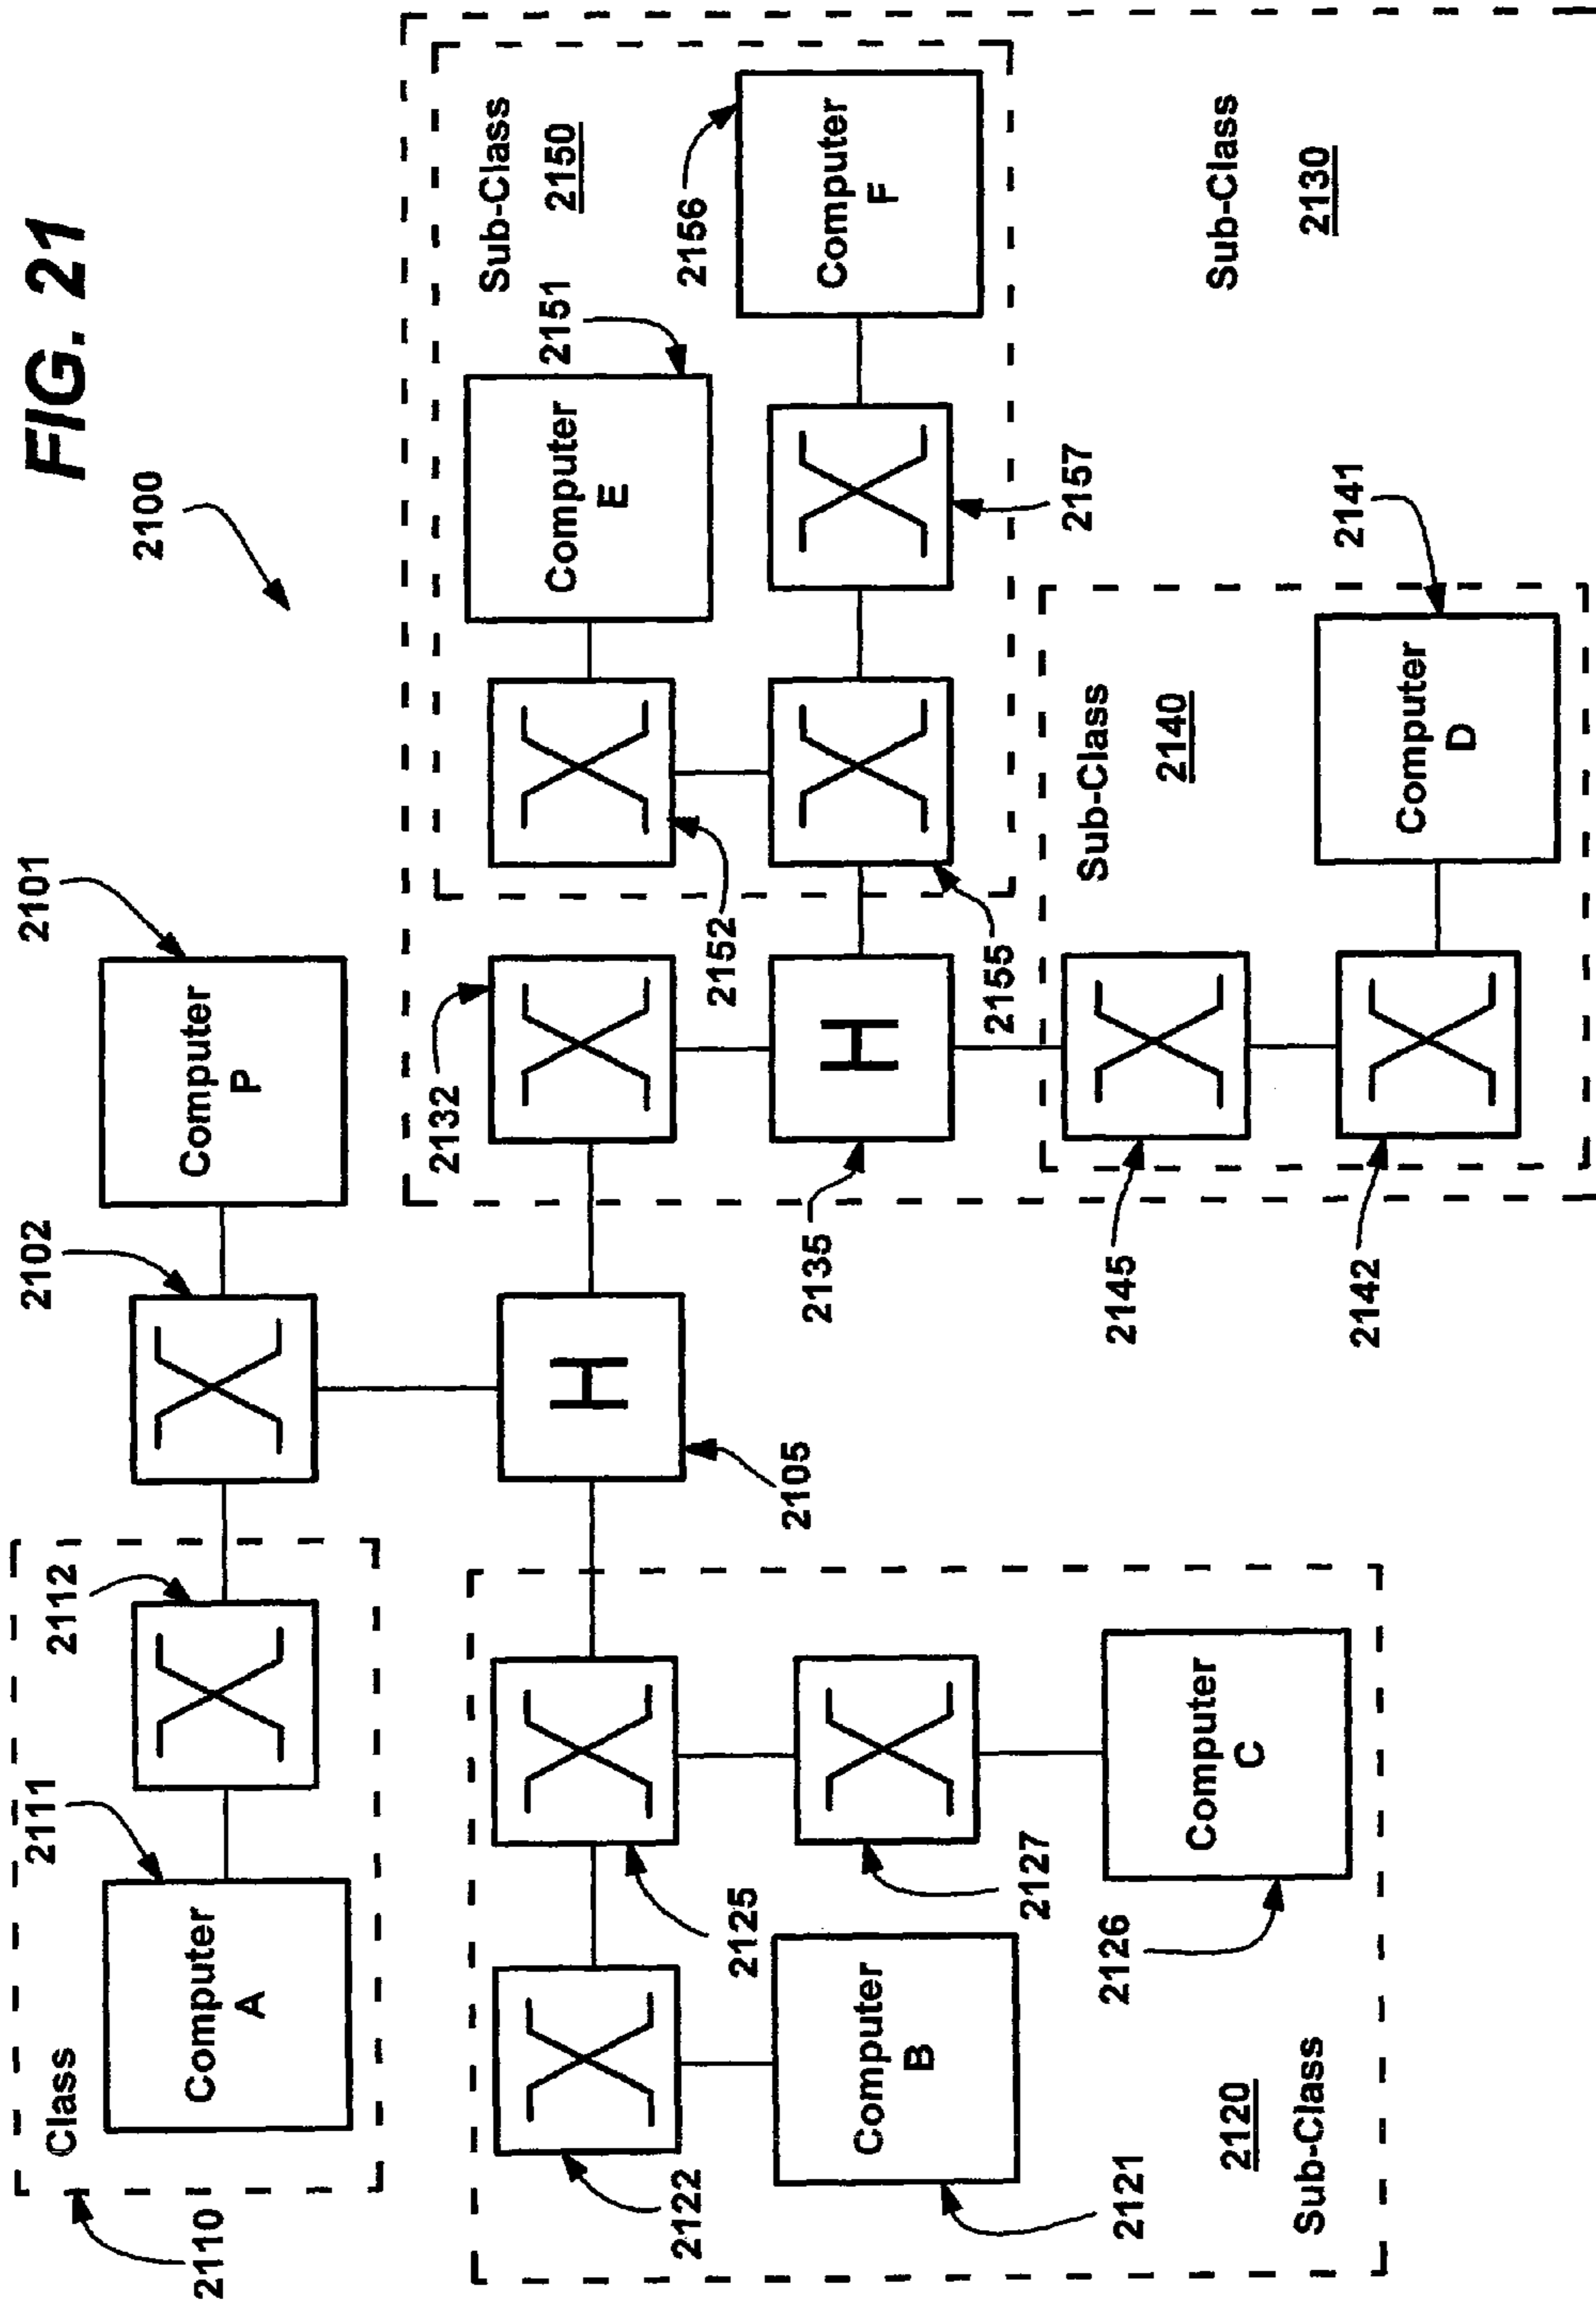 FIG. 21
2100
2110
Class
Computer
A
2111
2112
2102
Computer
P
2101
2105
H
2122
2125
2127
Computer
B
2121
Computer
C
2126
2120
Sub-Class
2132
H
2135
2152
2155
Sub-Class
2150
Computer
E
2151
2156
Computer
F
2157
Sub-Class
2130
2145
2142
Sub-Class
2140
Computer
D
2141